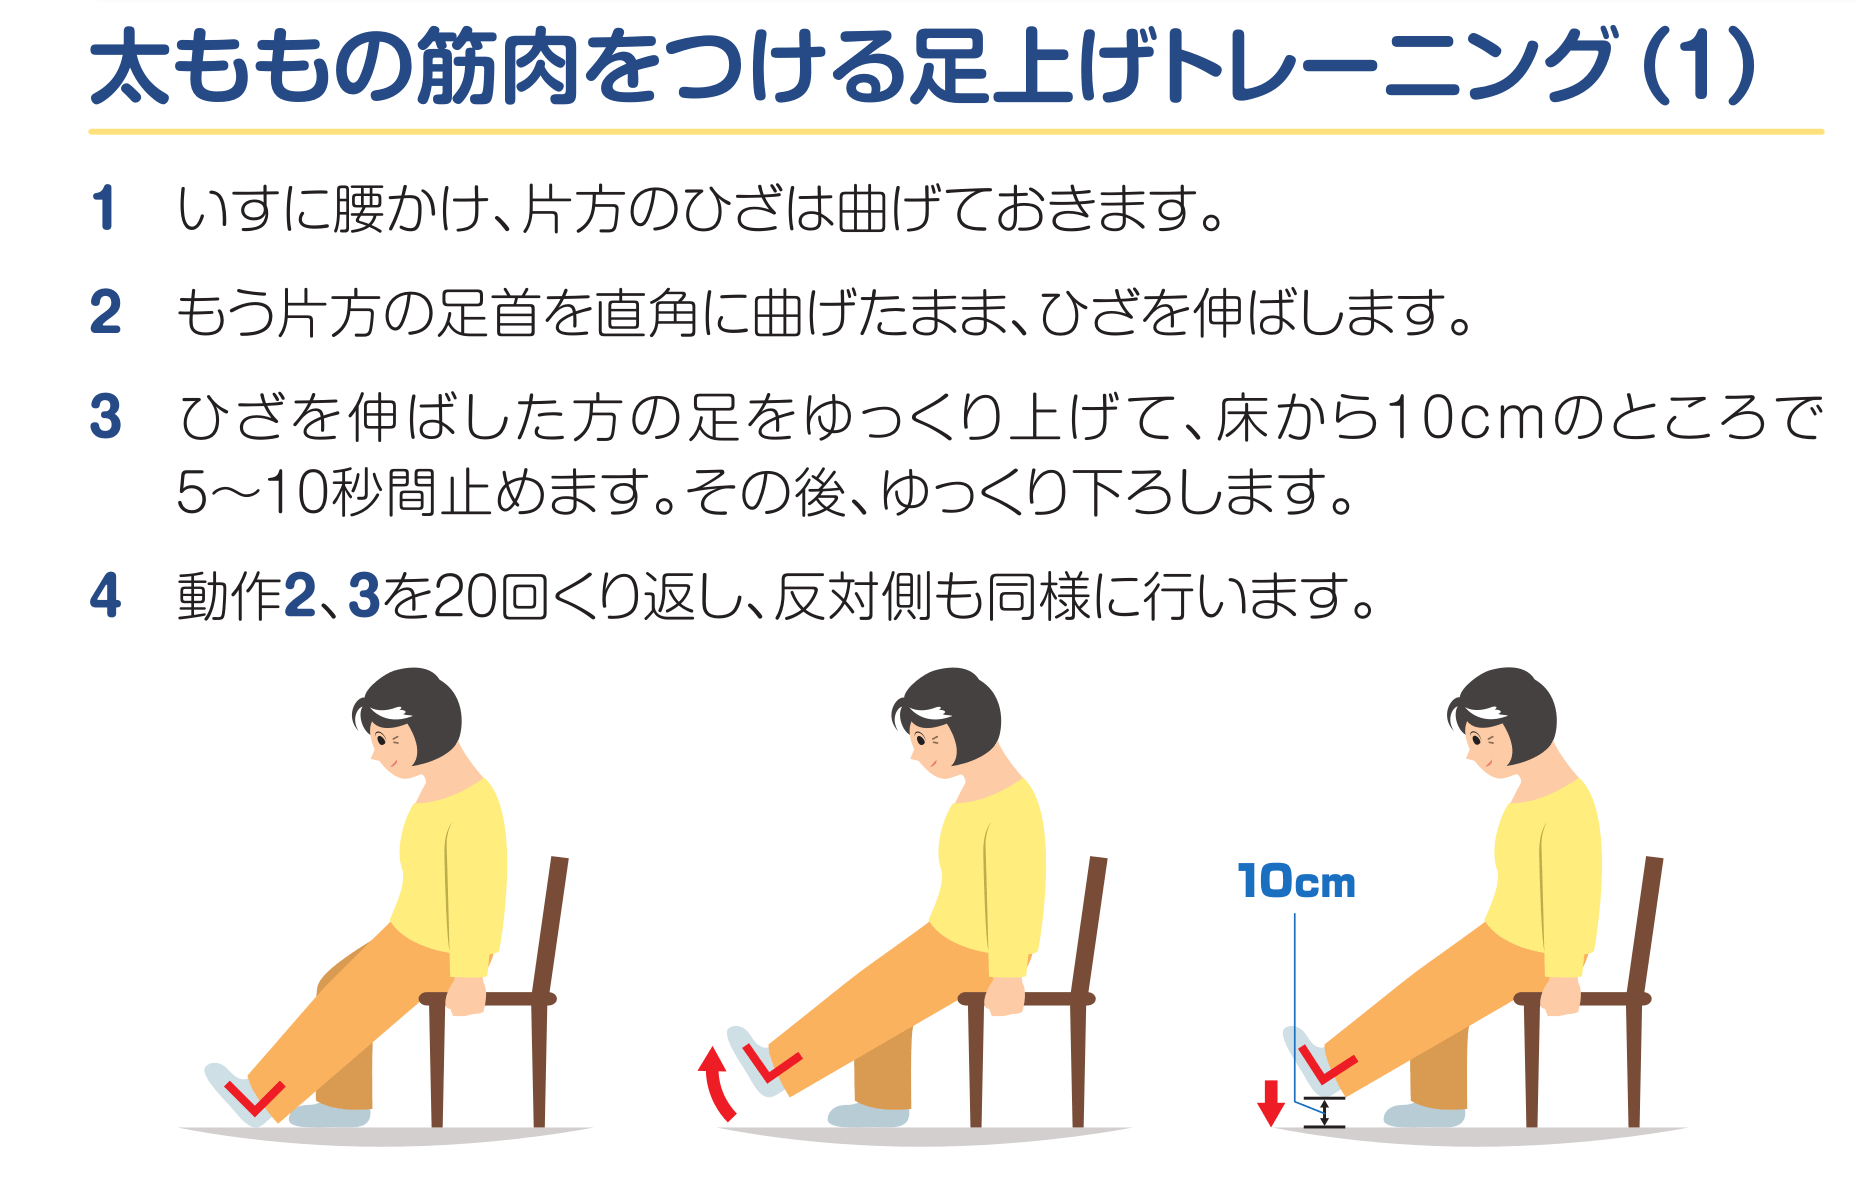 太ももの筋肉をつける足上げトレーニング（1）
1 いすに腰かけ、片方のひざは曲げておきます。
2 もう片方の足首を直角に曲げたまま、ひざを伸ばします。
3 ひざを伸ばした方の足をゆっくり上げて、床から10cmのところで
5〜10秒間止めます。その後、ゆっくり下ろします。
4 動作2、3を20回くり返し、反対側も同様に行います。
10cm